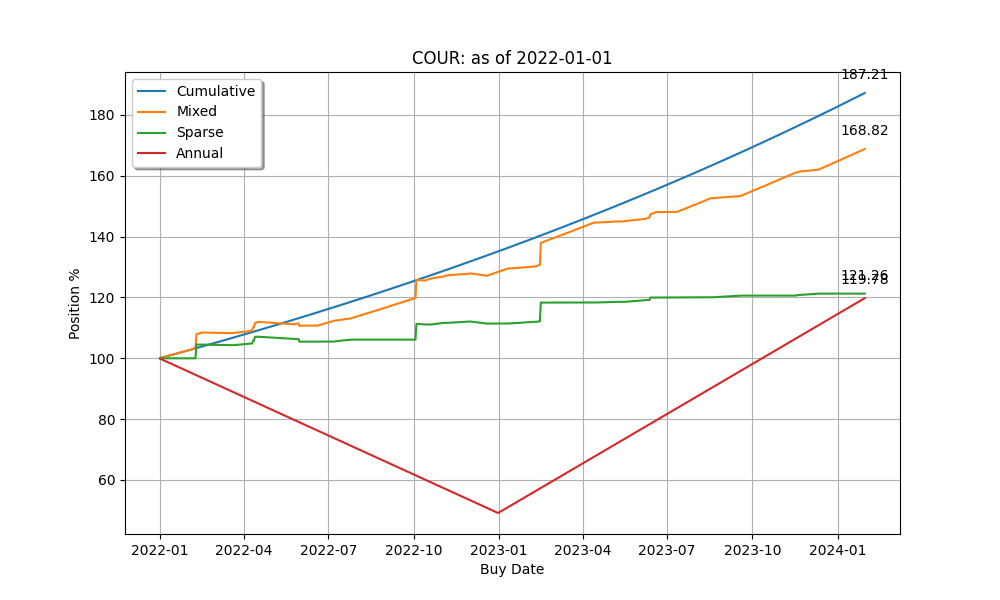 COUR: as of 2022-01-01
Cumulative
Mixed
Sparse
Annual
187.21
168.82
121.26
119.78
Position %
180
160
140
120
100
80
60
2022-01 2022-04 2022-07 2022-10 2023-01 2023-04 2023-07 2023-10 2024-01
Buy Date